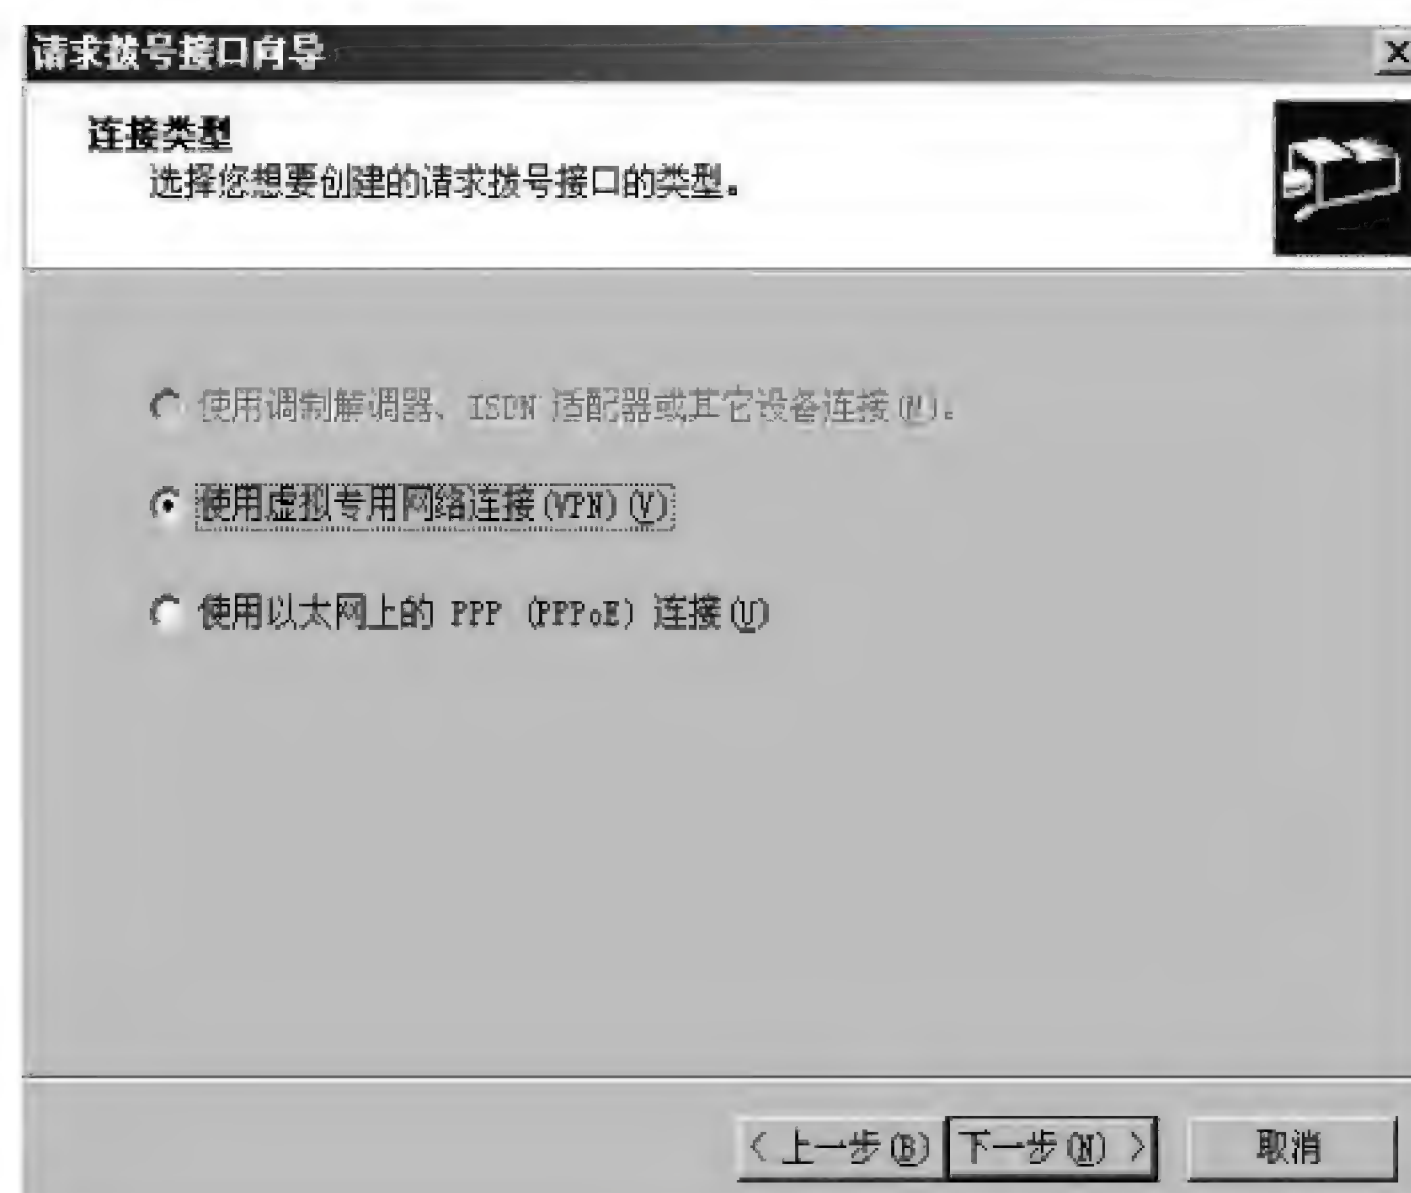 请求拨号接口向导
连接类型
选择您想要创建的请求拨号接口的类型。
使用调制解调器、ISDN 适配器或其它设备连接(M)。
使用虚拟专用网络连接(VPN)(V)
使用以太网上的 PPP (PPPoE) 连接(U)
< 上一步(B) 下一步(N) > 取消